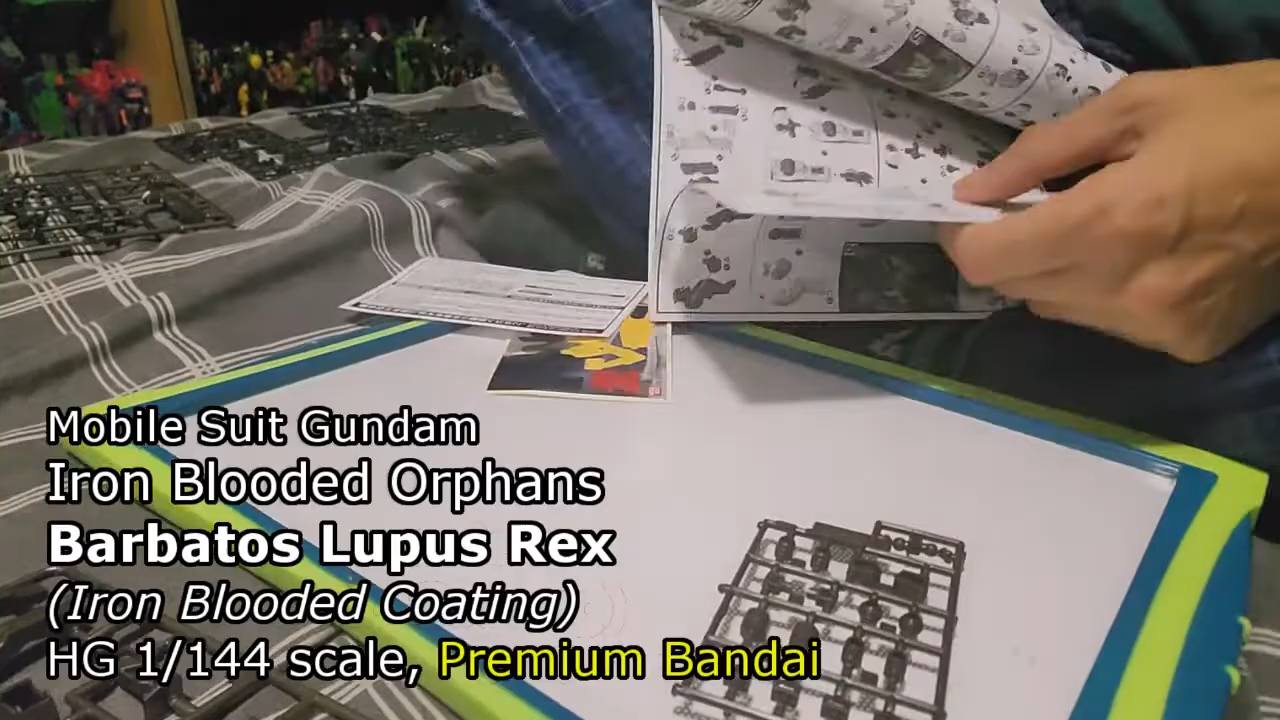 Mobile Suit Gundam
Iron Blooded Orphans
Barbatos Lupus Rex
(Iron Blooded Coating)
HG 1/144 scale, Premium Bandai